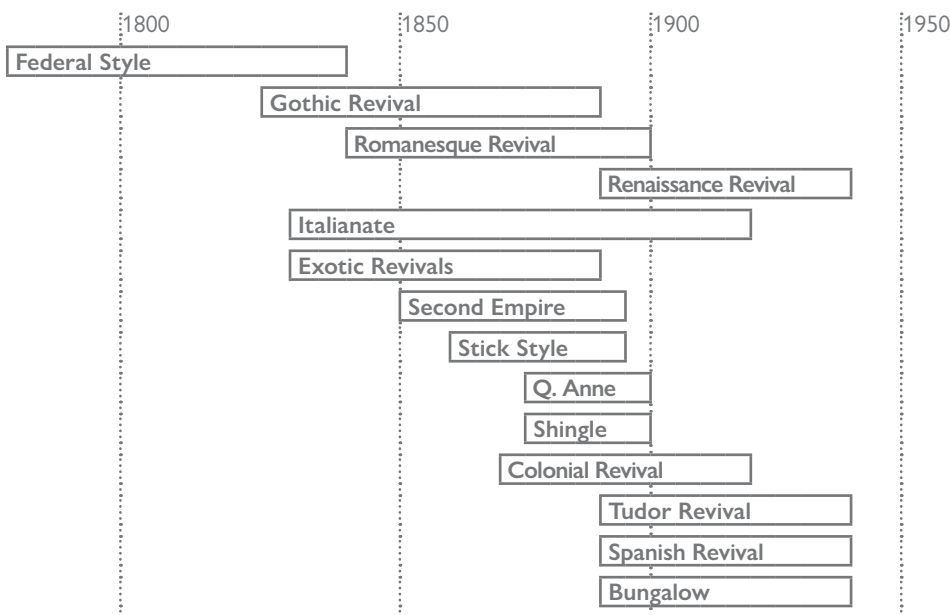 1800 1850 1900 1950
Federal Style
Gothic Revival
Romanesque Revival
Renaissance Revival
Italianate
Exotic Revivals
Second Empire
Stick Style
Q. Anne
Shingle
Colonial Revival
Tudor Revival
Spanish Revival
Bungalow